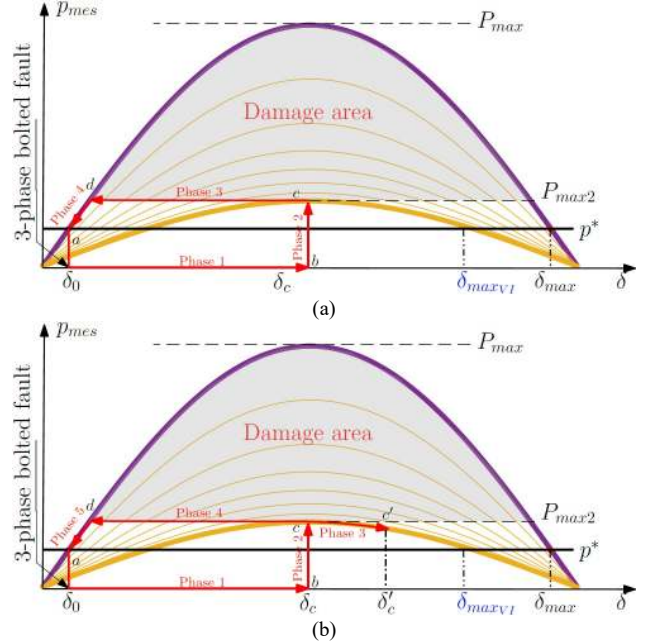 p_mes
P_max
3-phase bolted fault
Damage area
d
Phase 3
c
P_max2
Phase 4
Phase 2
a
p*
Phase 1
b
δ_0
δ_c
δ_max_VI
δ_max
δ
(a)
p_mes
P_max
3-phase bolted fault
Damage area
d
Phase 4
c
c'
P_max2
Phase 5
Phase 2
Phase 3
a
p*
Phase 1
b
δ_0
δ_c
δ'_c
δ_max_VI
δ_max
δ
(b)